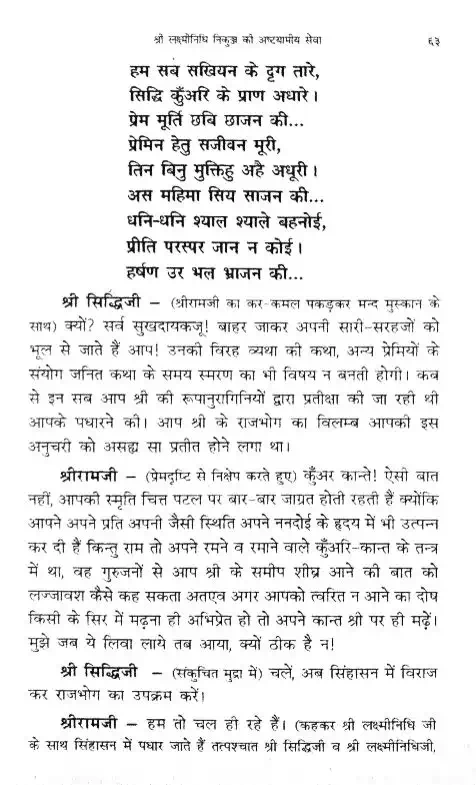 श्री लक्ष्मीनिधि निकुञ्ज की अष्टयामीय सेवा ६३
हम सब सखियन के दृग तारे,
सिद्धि कुँअरि के प्राण अधारे।
प्रेम मूर्ति छबि छाजन की...
प्रेमिन हेतु सजीवन मूरी,
तिन बिनु मुक्तिहु अहै अधूरी।
अस महिमा सिय साजन की...
धनि-धनि श्याल श्याले बहनोई,
प्रीति परस्पर जान न कोई।
हर्षण उर भल भ्राजन की...
श्री सिद्धिजी – (श्रीरामजी का कर-कमल पकड़कर मन्द मुस्कान के
साथ) क्यों? सर्व सुखदायकजू! बाहर जाकर अपनी सारी-सरहजों को
भूल से जाते हैं आप! उनकी विरह व्यथा की कथा, अन्य प्रेमियों के
संयोग जनित कथा के समय स्मरण का भी विषय न बनती होगी। कब
से इन सब आप श्री की रूपानुरागिनियों द्वारा प्रतीक्षा की जा रही थी
आपके पधारने की। आप श्री के राजभोग का विलम्ब आपकी इस
अनुचरी को असह्य सा प्रतीत होने लगा था।
श्रीरामजी – (प्रेमदृष्टि से निक्षेप करते हुए) कुँअर कान्ते! ऐसी बात
नहीं, आपकी स्मृति चित्त पटल पर बार-बार जाग्रत होती रहती हैं क्योंकि
आपने अपने प्रति अपनी जैसी स्थिति अपने ननदोई के हृदय में भी उत्पन्न
कर दी हैं किन्तु राम तो अपने रमने व रमाने वाले कुँअरि-कान्त के तन्त्र
में था, वह गुरुजनों से आप श्री के समीप शीघ्र आने की बात को
लज्जावश कैसे कह सकता अतएव अगर आपको त्वरित न आने का दोष
किसी के सिर में मढ़ना ही अभिप्रेत हो तो अपने कान्त श्री पर ही मढ़ें।
मुझे जब ये लिवा लाये तब आया, क्यों ठीक है न!
श्री सिद्धिजी – (संकुचित मुद्रा में) चलें, अब सिंहासन में विराज
कर राजभोग का उपक्रम करें।
श्रीरामजी – हम तो चल ही रहे हैं। (कहकर श्री लक्ष्मीनिधि जी
के साथ सिंहासन में पधार जाते हैं तत्पश्चात श्री सिद्धिजी व श्री लक्ष्मीनिधिजी,